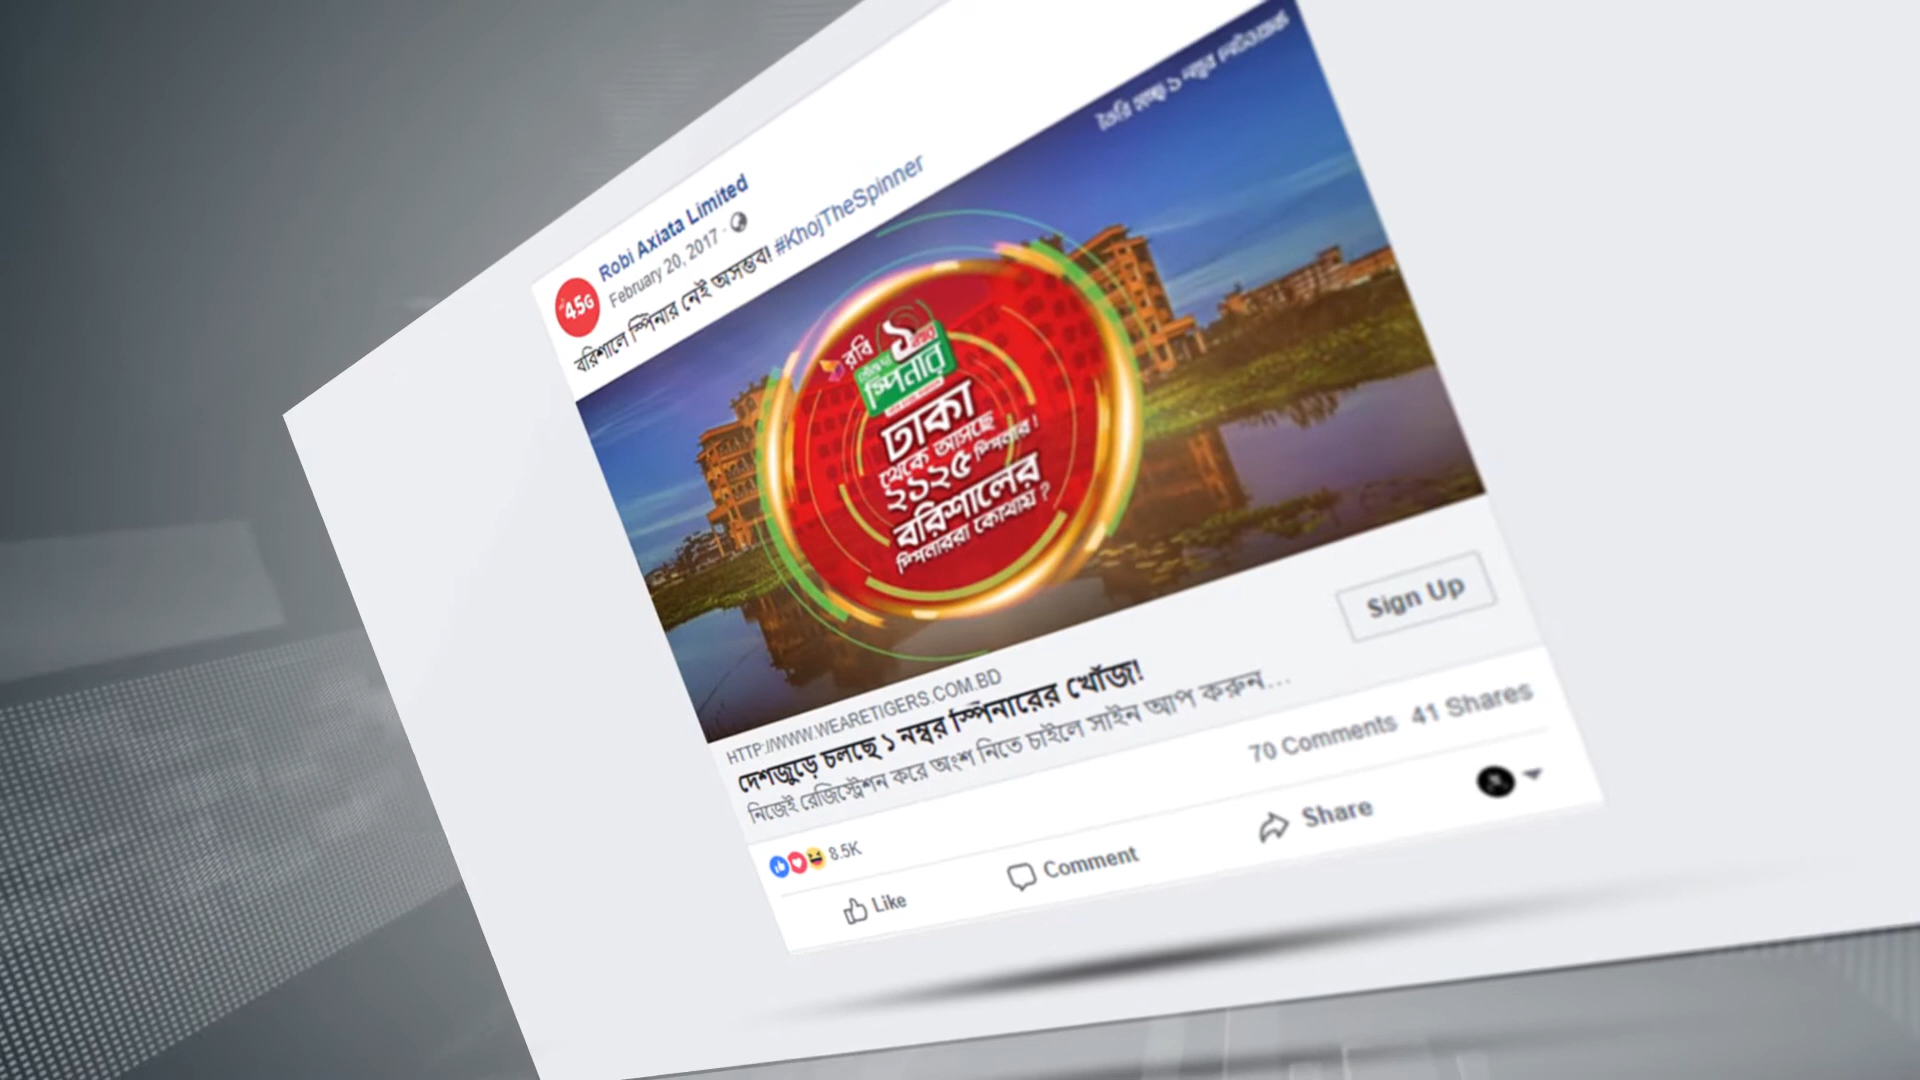 Robi Axiata Limited
February 20, 2017
বরিশালে স্পিনার নেই অসম্ভব! #KhojTheSpinner
4.5G
রবি
১
স্পিনার
ঢাকা
থেকে আসছে
২১২৫ স্পিনার!
বরিশালের
স্পিনাররা কোথায়?
HTTP://WWW.WEARETIGERS.COM.BD
দেশজুড়ে চলছে ১ নম্বর স্পিনারের খোঁজ!
নিজেই রেজিস্ট্রেশন করে অংশ নিতে চাইলে সাইন আপ করুন...
Sign Up
8.5K
70 Comments 41 Shares
Like
Comment
Share